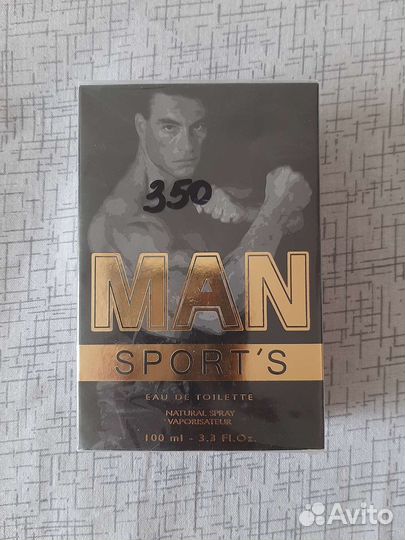 350
MAN
SPORT'S
EAU DE TOILETTE
NATURAL SPRAY
VAPORISATEUR
100 ml - 3.3 Fl.Oz.
Avito